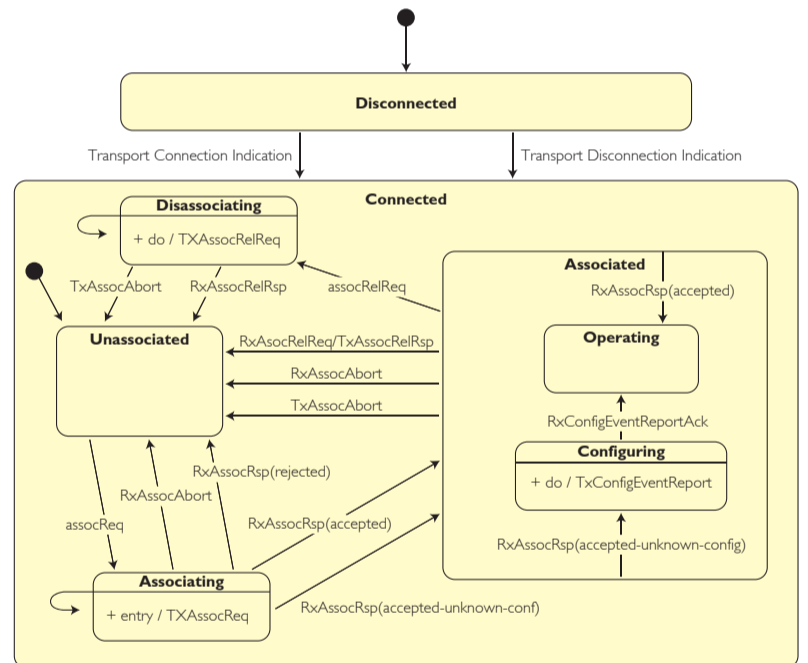 Disconnected
Transport Connection Indication
Transport Disconnection Indication
Connected
Disassociating
+ do / TXAssocRelReq
TxAssocAbort
RxAssocRelRsp
assocRelReq
Associated
RxAssocRsp(accepted)
Unassociated
RxAsocRelReq/TxAssocRelRsp
RxAssocAbort
TxAssocAbort
Operating
RxConfigEventReportAck
Configuring
+ do / TxConfigEventReport
RxAssocRsp(accepted-unknown-config)
RxAssocRsp(rejected)
RxAssocAbort
assocReq
RxAssocRsp(accepted)
Associating
+ entry / TXAssocReq
RxAssocRsp(accepted-unknown-conf)